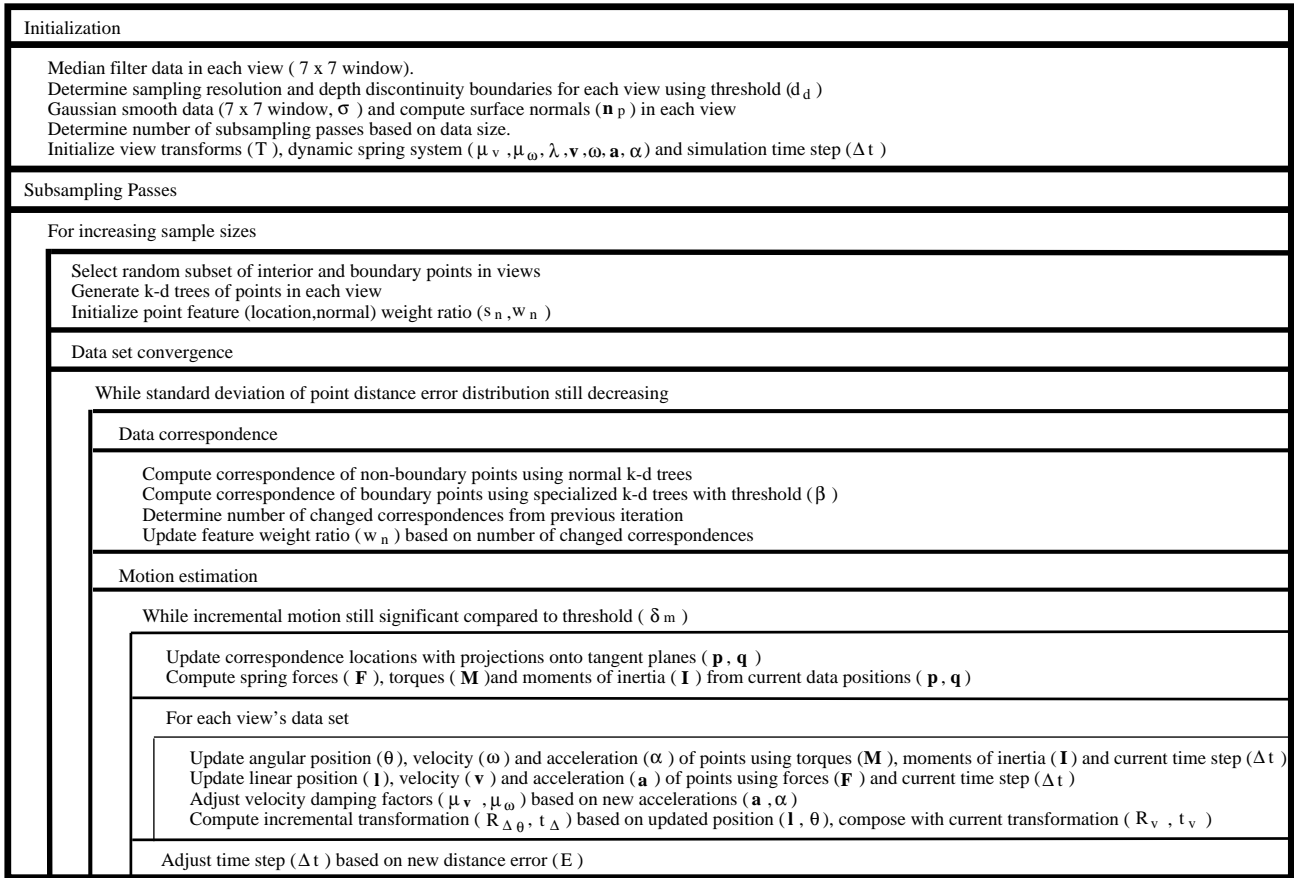 Initialization
Median filter data in each view ( 7 x 7 window).
Determine sampling resolution and depth discontinuity boundaries for each view using threshold (d d )
Gaussian smooth data (7 x 7 window, σ ) and compute surface normals (n p ) in each view
Determine number of subsampling passes based on data size.
Initialize view transforms (T ), dynamic spring system ( μ v ,μ ω, λ ,v ,ω, a, α ) and simulation time step (Δ t )
Subsampling Passes
For increasing sample sizes
Select random subset of interior and boundary points in views
Generate k-d trees of points in each view
Initialize point feature (location,normal) weight ratio (s n ,w n )
Data set convergence
While standard deviation of point distance error distribution still decreasing
Data correspondence
Compute correspondence of non-boundary points using normal k-d trees
Compute correspondence of boundary points using specialized k-d trees with threshold (β )
Determine number of changed correspondences from previous iteration
Update feature weight ratio (w n ) based on number of changed correspondences
Motion estimation
While incremental motion still significant compared to threshold ( δ m )
Update correspondence locations with projections onto tangent planes ( p , q )
Compute spring forces ( F ), torques ( M )and moments of inertia ( I ) from current data positions ( p , q )
For each view's data set
Update angular position (θ), velocity (ω) and acceleration (α ) of points using torques (M ), moments of inertia ( I ) and current time step (Δ t )
Update linear position ( l ), velocity ( v ) and acceleration ( a ) of points using forces (F ) and current time step (Δ t )
Adjust velocity damping factors ( μ v ,μ ω ) based on new accelerations ( a ,α )
Compute incremental transformation ( R Δ θ , t Δ ) based on updated position ( l , θ ), compose with current transformation ( R v , t v )
Adjust time step (Δ t ) based on new distance error (E )